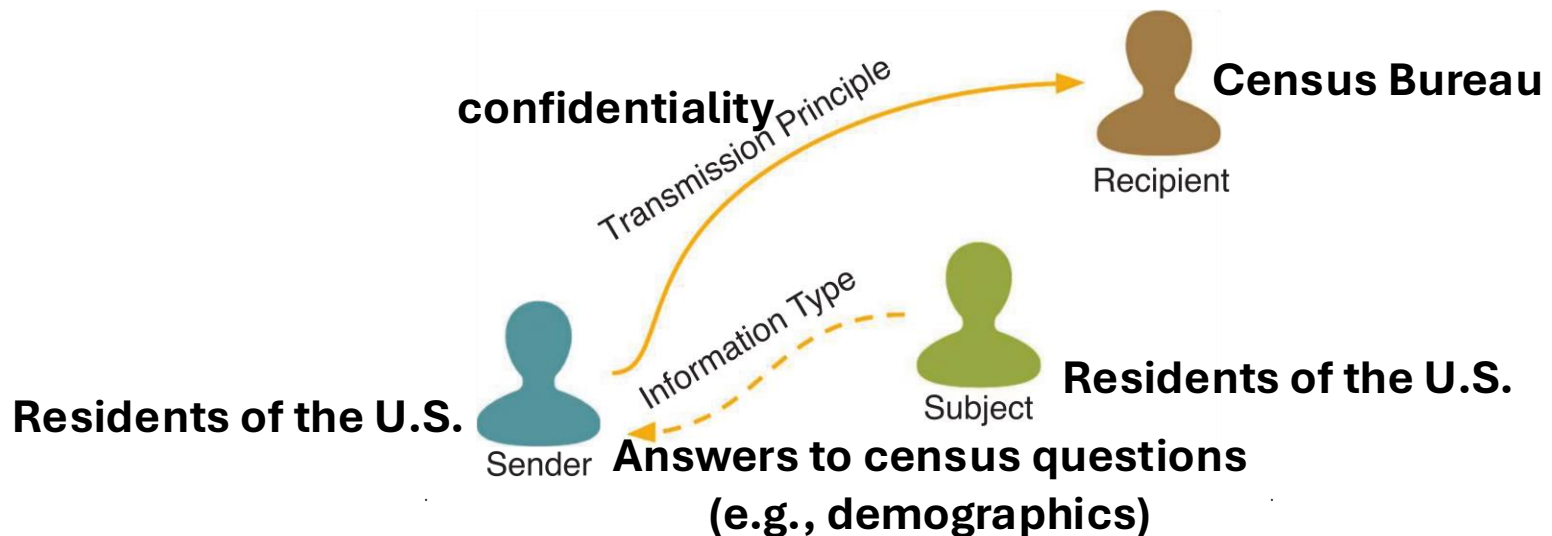 Census Bureau
confidentiality
Transmission Principle
Recipient
Information Type
Residents of the U.S.
Subject
Residents of the U.S.
Sender
Answers to census questions
(e.g., demographics)